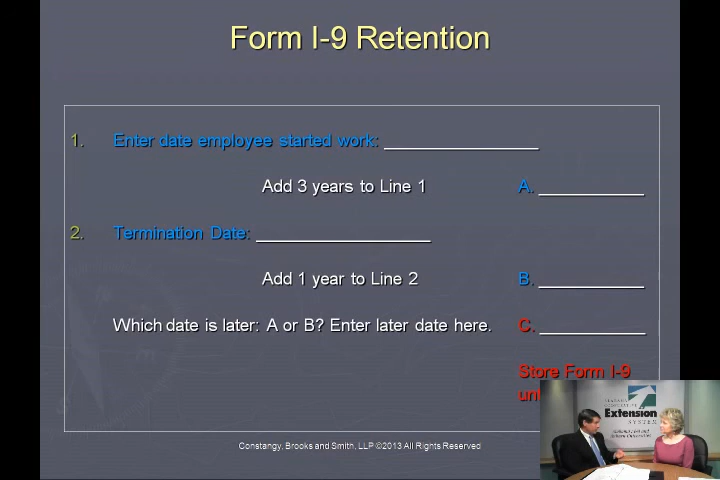 Form I-9 Retention
1. Enter date employee started work: ________________
Add 3 years to Line 1 A. ___________
2. Termination Date: __________________
Add 1 year to Line 2 B. ___________
Which date is later: A or B? Enter later date here. C. ___________
Store Form I-9
Constangy, Brooks and Smith, LLP ©2013 All Rights Reserved
Extension
SYSTEM